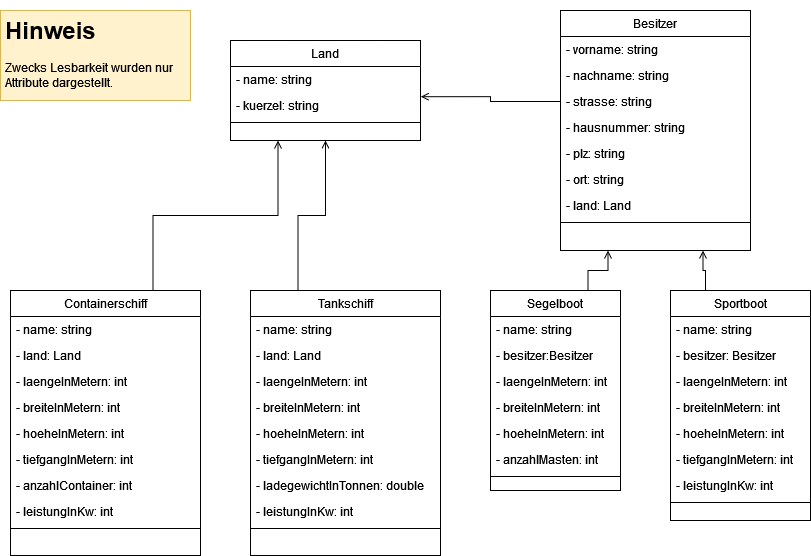 Hinweis
Zwecks Lesbarkeit wurden nur
Attribute dargestellt.
Land
- name: string
- kuerzel: string
Besitzer
- vorname: string
- nachname: string
- strasse: string
- hausnummer: string
- plz: string
- ort: string
- land: Land
Containerschiff
- name: string
- land: Land
- laengeInMetern: int
- breiteInMetern: int
- hoeheInMetern: int
- tiefgangInMetern: int
- anzahlContainer: int
- leistungInKw: int
Tankschiff
- name: string
- land: Land
- laengeInMetern: int
- breiteInMetern: int
- hoeheInMetern: int
- tiefgangInMetern: int
- ladegewichtInTonnen: double
- leistungInKw: int
Segelboot
- name: string
- besitzer:Besitzer
- laengeInMetern: int
- breiteInMetern: int
- hoeheInMetern: int
- anzahlMasten: int
Sportboot
- name: string
- besitzer: Besitzer
- laengeInMetern: int
- breiteInMetern: int
- hoeheInMetern: int
- tiefgangInMetern: int
- leistungInKw: int